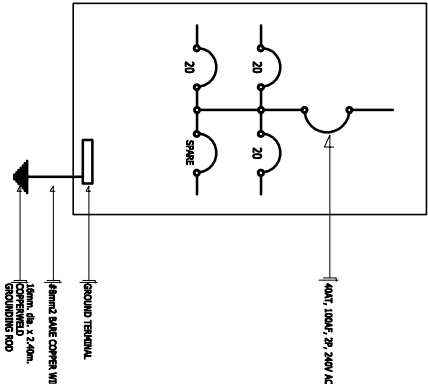 20
20
SPARE
20
40AT, 100AF, 2P, 240V AC
GROUND TERMINAL
#8mm2 BARE COPPER
16mm. dia. x 2.40m.
COPPERWELD
GROUNDING ROD